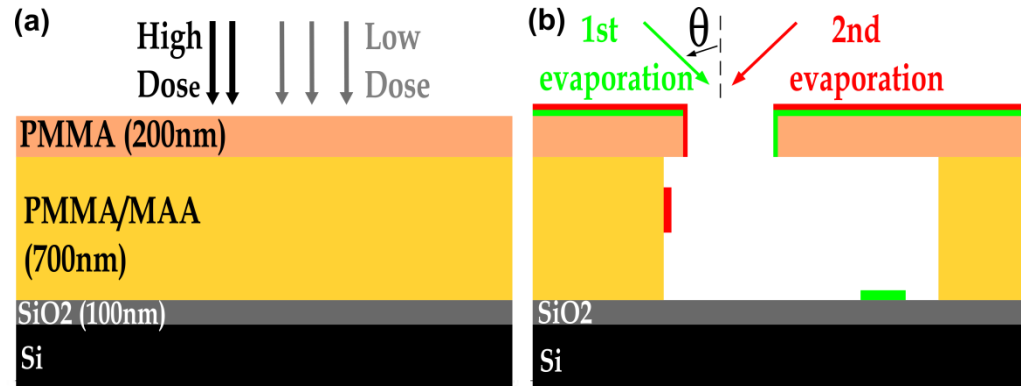 (a)
High
Dose
Low
Dose
PMMA (200nm)
PMMA/MAA
(700nm)
SiO2 (100nm)
Si
(b)
1st
evaporation
θ
2nd
evaporation
SiO2
Si